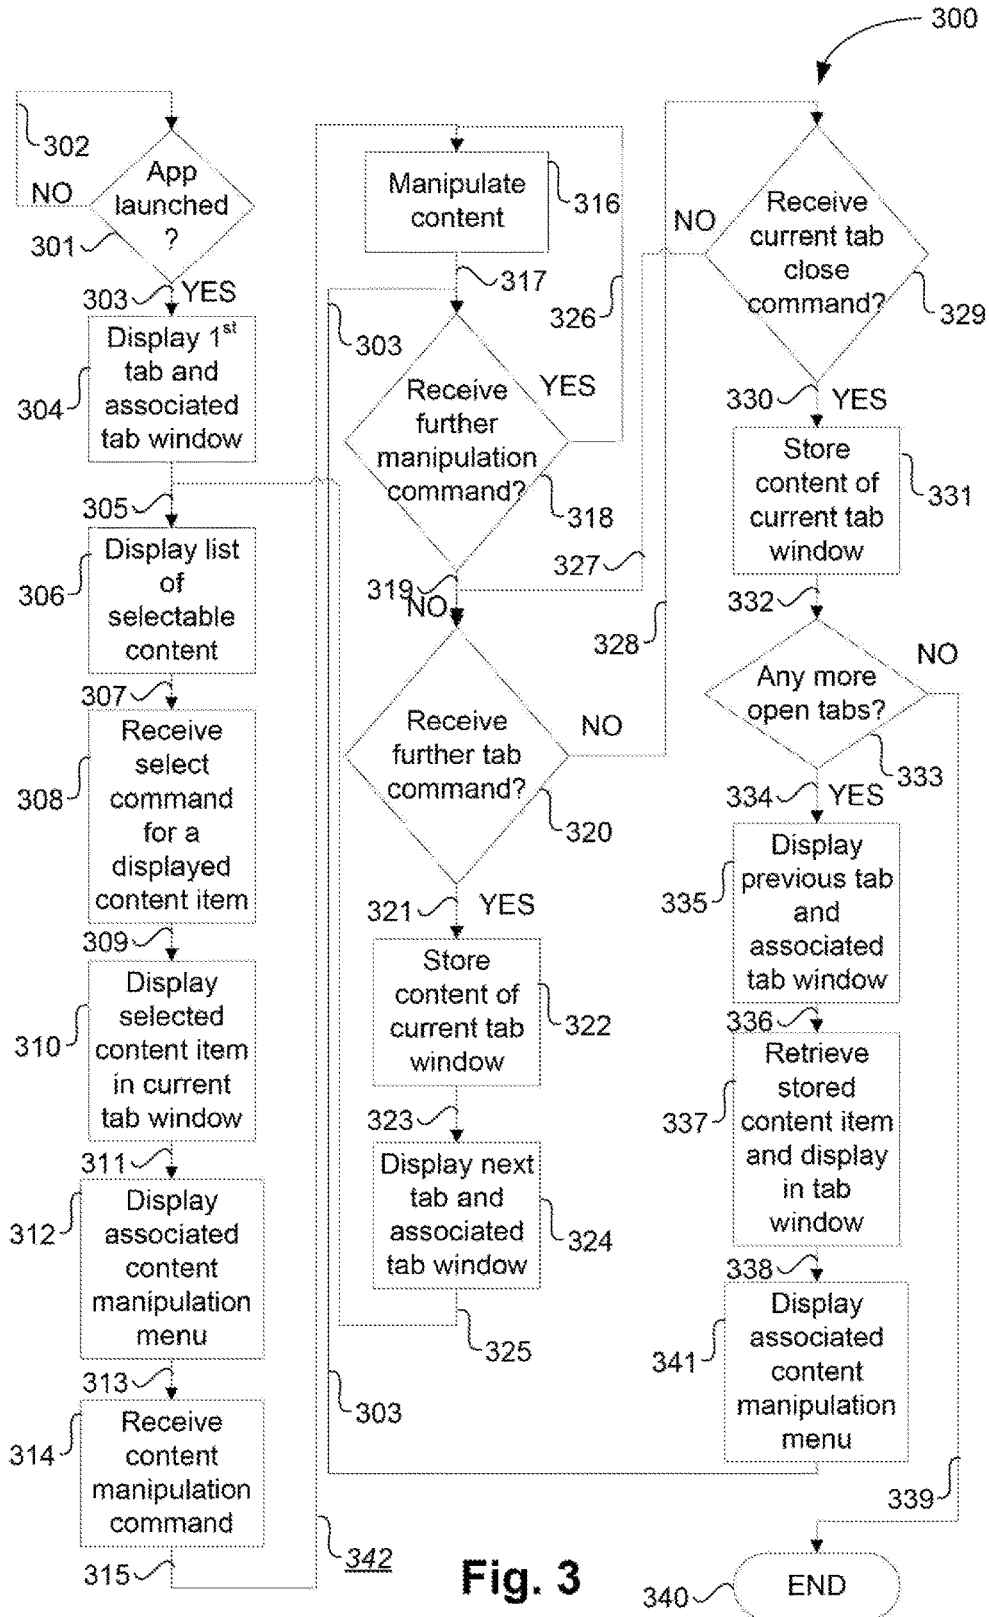 300
302
App
launched
?
NO
301
303
YES
Display 1st
tab and
associated
tab window
304
305
Display list
of
selectable
content
306
307
Receive
select
command
for a
displayed
content item
308
309
Display
selected
content item
in current
tab window
310
311
Display
associated
content
manipulation
menu
312
313
Receive
content
manipulation
command
314
315
342
Manipulate
content
316
317
303
326
Receive
further
manipulation
command?
YES
318
319
NO
327
328
Receive
further tab
command?
NO
320
321
YES
Store
content of
current tab
window
322
323
Display next
tab and
associated
tab window
324
325
303
Receive
current tab
close
command?
NO
329
330
YES
Store
content of
current tab
window
331
332
Any more
open tabs?
NO
333
334
YES
Display
previous tab
and
associated
tab window
335
336
Retrieve
stored
content item
and display
in tab
window
337
338
Display
associated
content
manipulation
menu
341
339
END
340
Fig. 3